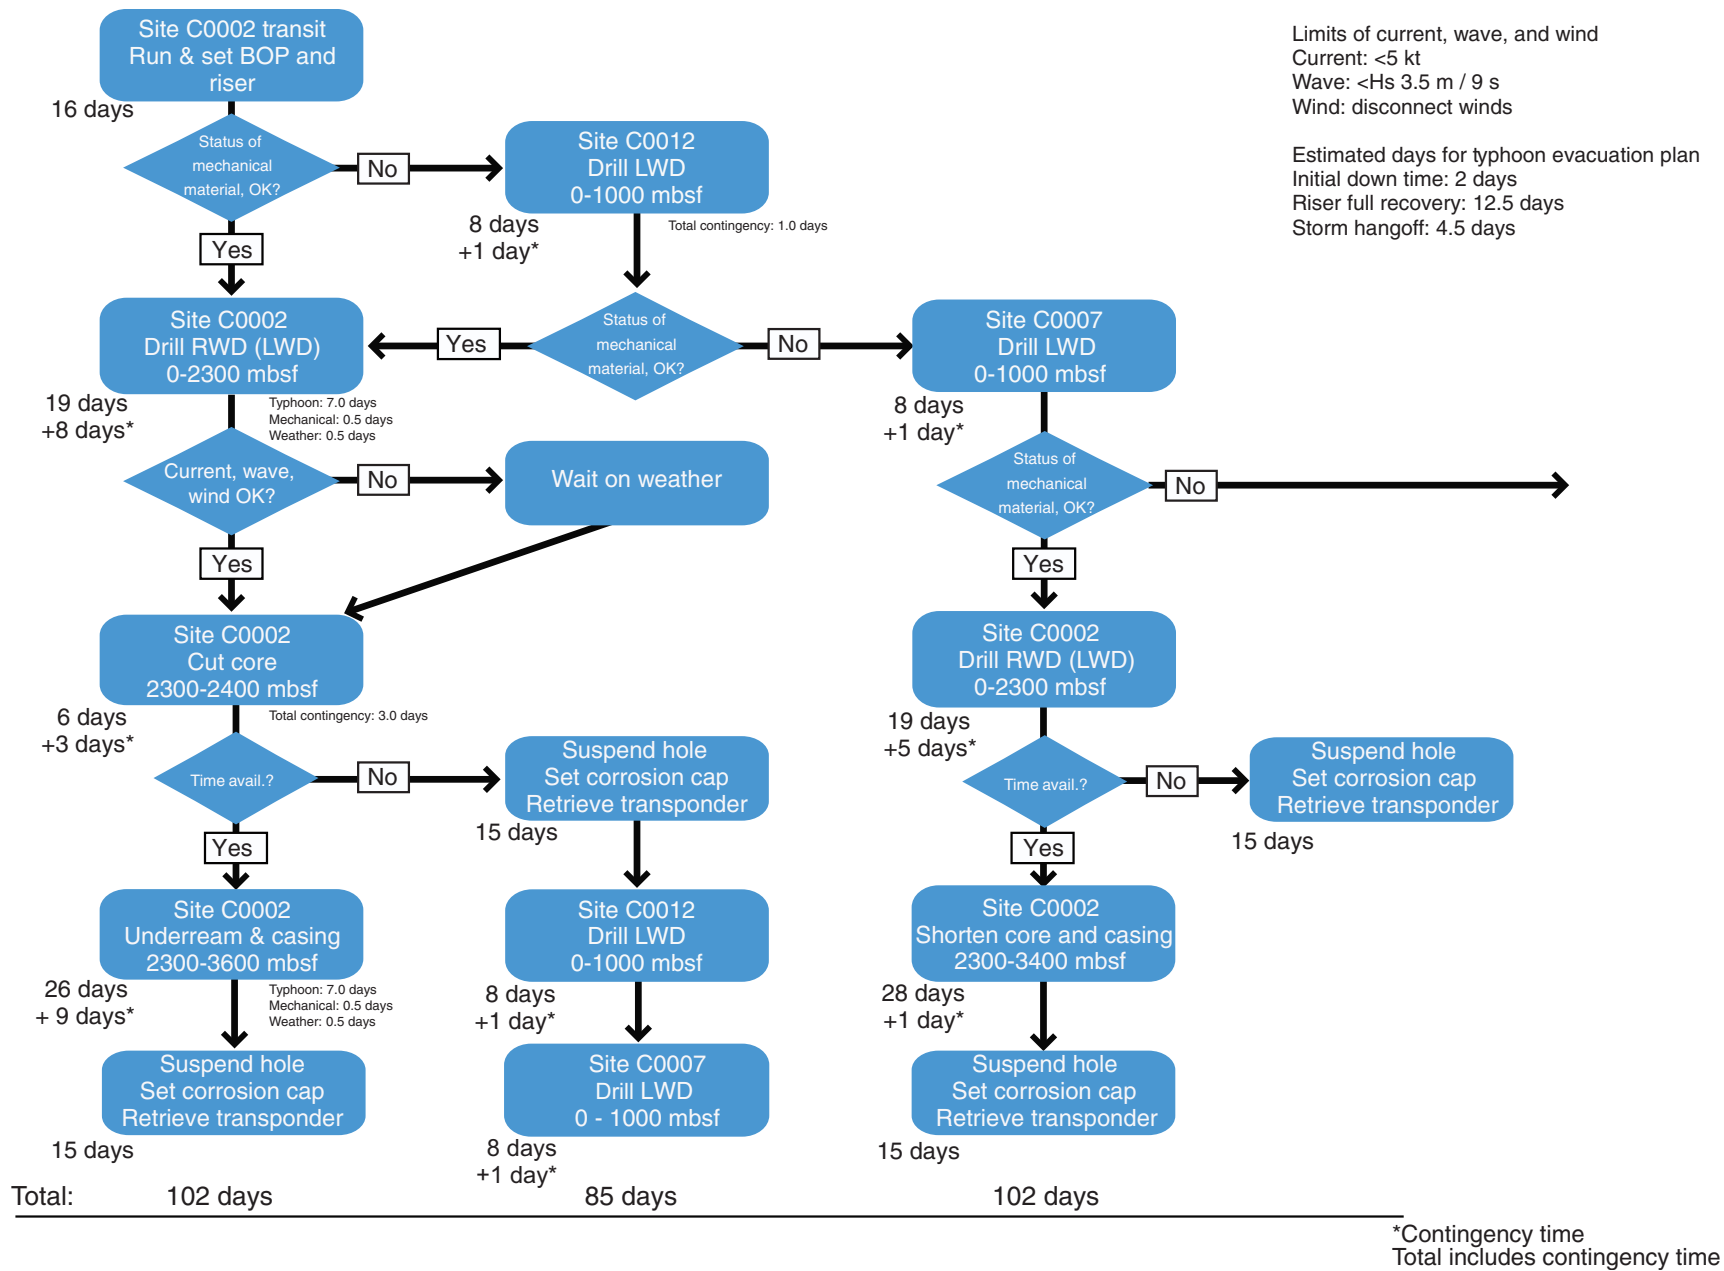 Site C0002 transit
Run & set BOP and
riser
16 days
Limits of current, wave, and wind
Current: <5 kt
Wave: <Hs 3.5 m / 9 s
Wind: disconnect winds
Estimated days for typhoon evacuation plan
Initial down time: 2 days
Riser full recovery: 12.5 days
Storm hangoff: 4.5 days
Status of
mechanical
material, OK?
No
Site C0012
Drill LWD
0-1000 mbsf
8 days
+1 day*
Total contingency: 1.0 days
Yes
Site C0002
Drill RWD (LWD)
0-2300 mbsf
Yes
Status of
mechanical
material, OK?
No
Site C0007
Drill LWD
0-1000 mbsf
19 days
+8 days*
Typhoon: 7.0 days
Mechanical: 0.5 days
Weather: 0.5 days
8 days
+1 day*
Current, wave,
wind OK?
No
Wait on weather
Status of
mechanical
material, OK?
No
Yes
Yes
Site C0002
Cut core
2300-2400 mbsf
Site C0002
Drill RWD (LWD)
0-2300 mbsf
6 days
+3 days*
Total contingency: 3.0 days
19 days
+5 days*
Time avail.?
No
Suspend hole
Set corrosion cap
Retrieve transponder
15 days
Time avail.?
No
Suspend hole
Set corrosion cap
Retrieve transponder
15 days
Yes
Yes
Site C0002
Underream & casing
2300-3600 mbsf
Site C0012
Drill LWD
0-1000 mbsf
Site C0002
Shorten core and casing
2300-3400 mbsf
26 days
+ 9 days*
Typhoon: 7.0 days
Mechanical: 0.5 days
Weather: 0.5 days
8 days
+1 day*
28 days
+1 day*
Suspend hole
Set corrosion cap
Retrieve transponder
15 days
Site C0007
Drill LWD
0 - 1000 mbsf
8 days
+1 day*
Suspend hole
Set corrosion cap
Retrieve transponder
15 days
Total: 102 days 85 days 102 days
*Contingency time
Total includes contingency time